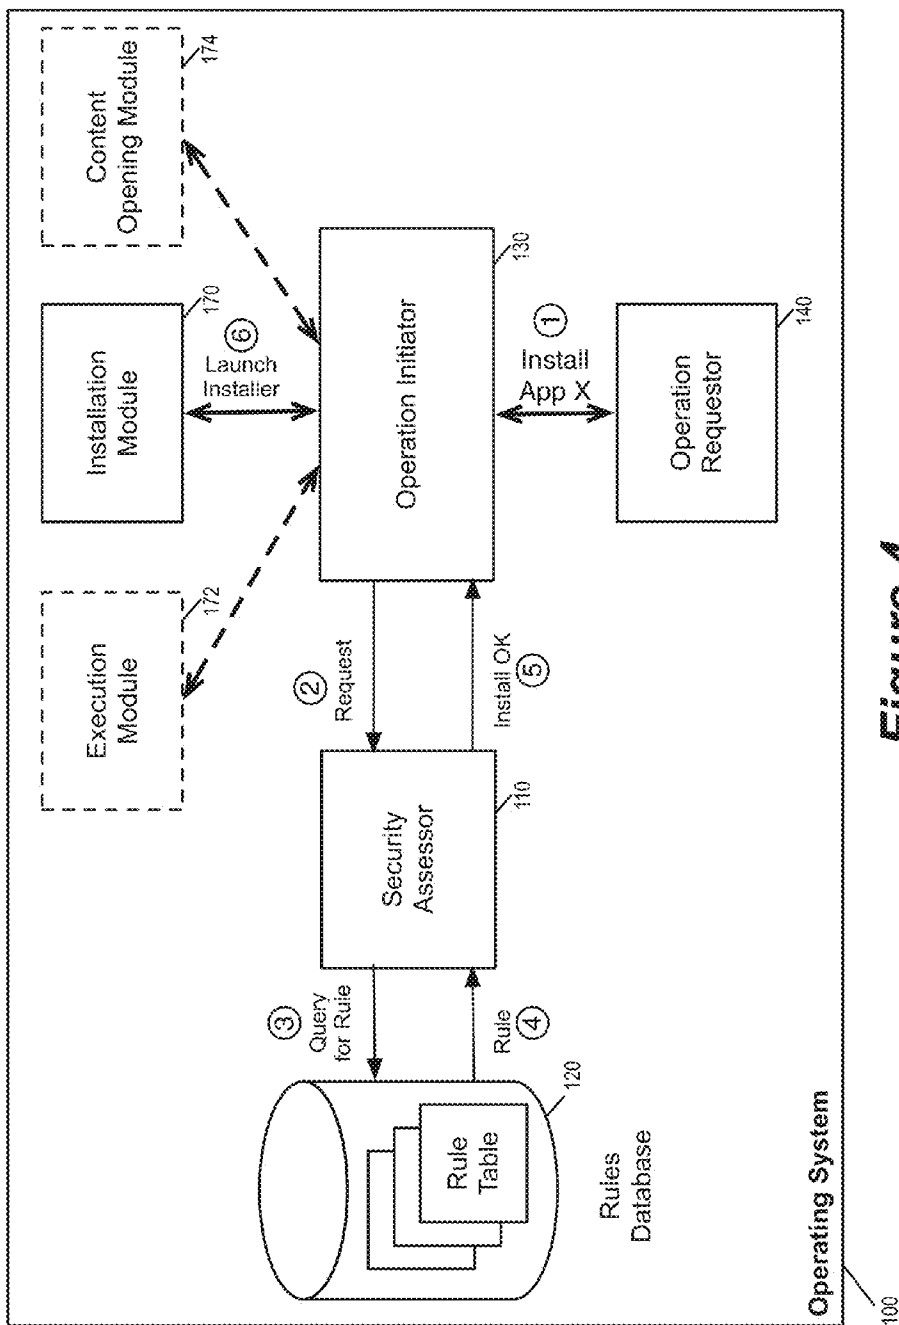 Execution
Module
172
Installation
Module
170
Content
Opening Module
174
6
Launch
Installer
3
Query
for Rule
2
Request
Rule
Table
120
Rule
4
Security
Assessor
110
Install OK
5
Operation Initiator
130
1
Install
App X
Rules
Database
Operation
Requestor
140
Operating System
100
Figure 4